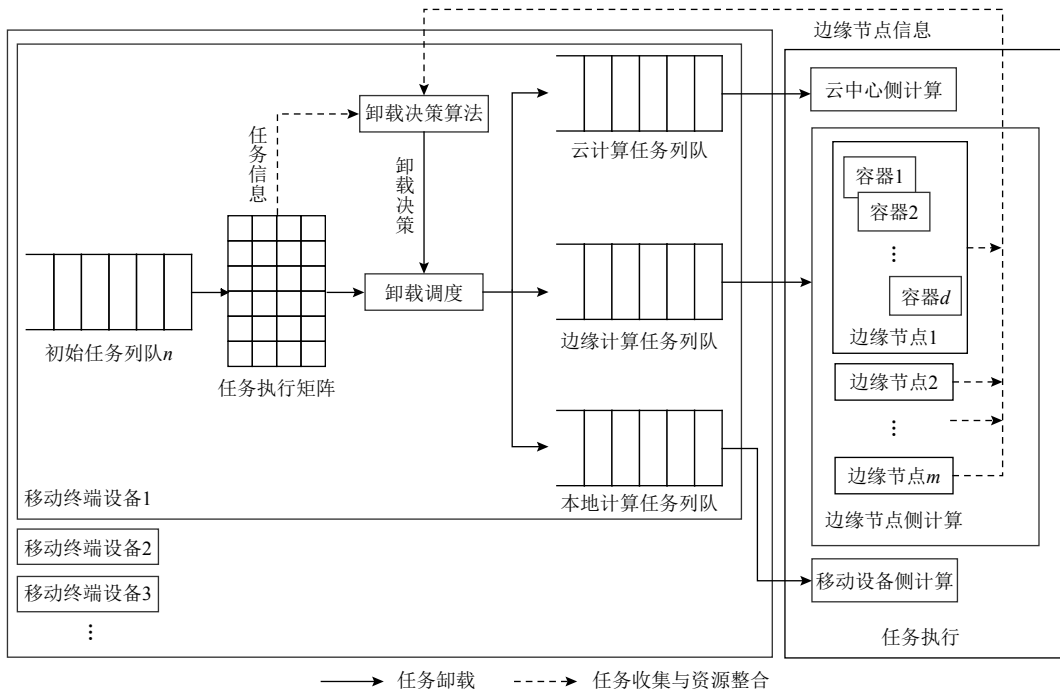 边缘节点信息
云中心侧计算
卸载决策算法
任务信息
卸载决策
云计算任务列队
容器1
容器2
⋮
容器d
边缘节点1
卸载调度
初始任务列队n
任务执行矩阵
边缘计算任务列队
边缘节点2
⋮
边缘节点m
边缘节点侧计算
移动终端设备1
本地计算任务列队
移动终端设备2
移动终端设备3
⋮
移动设备侧计算
任务执行
任务卸载
任务收集与资源整合